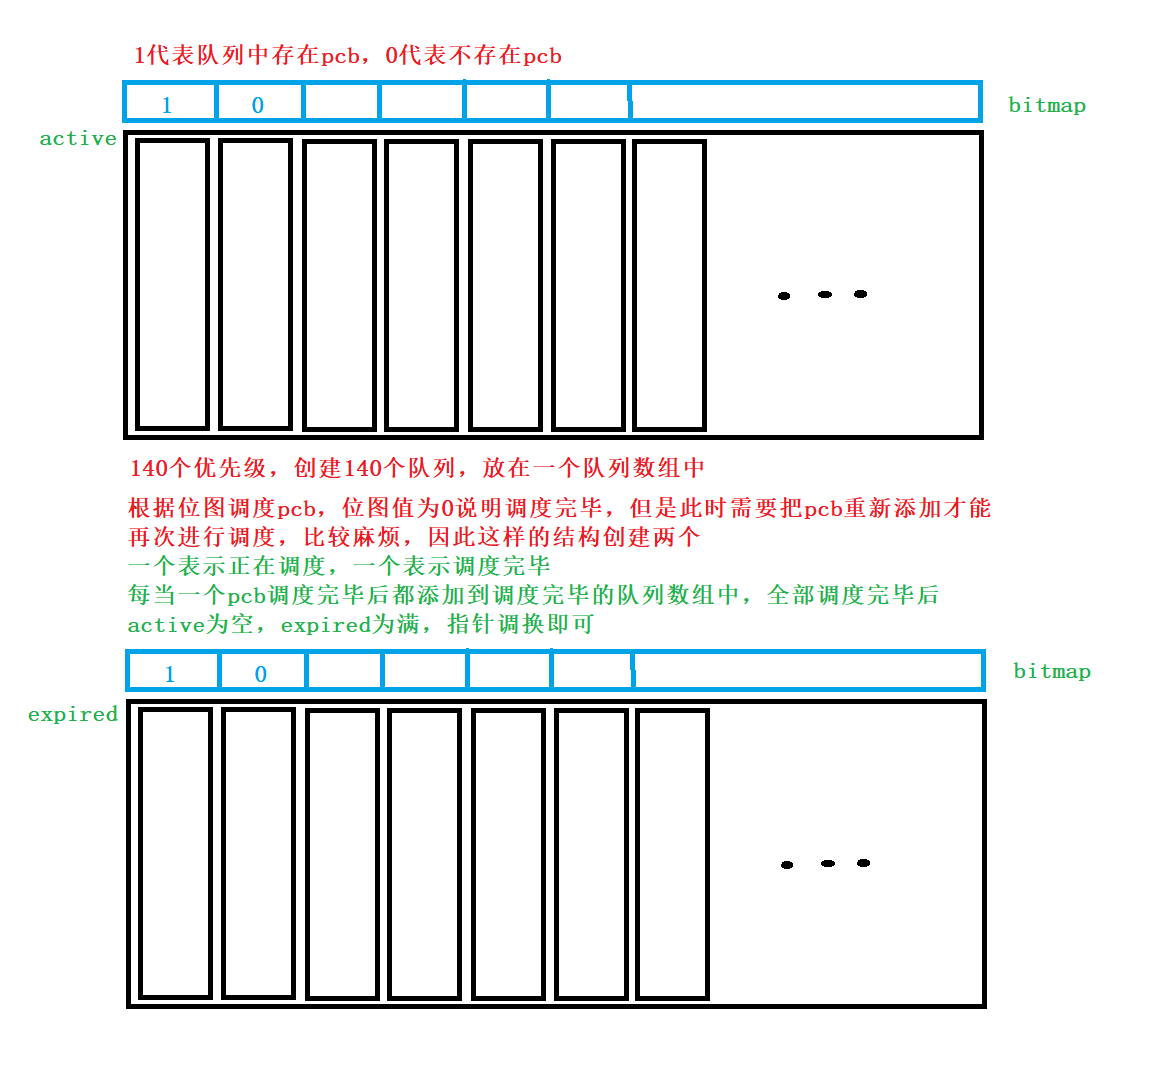 1代表队列中存在pcb，0代表不存在pcb
1 0
bitmap
active
140个优先级，创建140个队列，放在一个队列数组中
根据位图调度pcb，位图值为0说明调度完毕，但是此时需要把pcb重新添加才能
再次进行调度，比较麻烦，因此这样的结构创建两个
一个表示正在调度，一个表示调度完毕
每当一个pcb调度完毕后都添加到调度完毕的队列数组中，全部调度完毕后
active为空，expired为满，指针调换即可
1 0
bitmap
expired